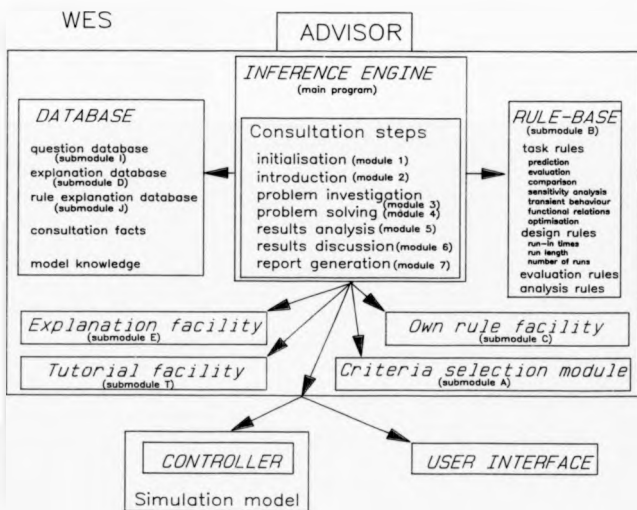 WES
ADVISOR
INFERENCE ENGINE
(main program)
Consultation steps
initialisation (module 1)
introduction (module 2)
problem investigation
(module 3)
problem solving (module 4)
results analysis (module 5)
results discussion (module 6)
report generation (module 7)
DATABASE
question database
(submodule I)
explanation database
(submodule D)
rule explanation database
(submodule J)
consultation facts
model knowledge
RULE-BASE
(submodule B)
task rules
prediction
evaluation
comparison
sensitivity analysis
transient behaviour
functional relations
optimisation
design rules
run-in times
run length
number of runs
evaluation rules
analysis rules
Explanation facility
(submodule E)
Own rule facility
(submodule C)
Tutorial facility
(submodule T)
Criteria selection module
(submodule A)
CONTROLLER
Simulation model
USER INTERFACE